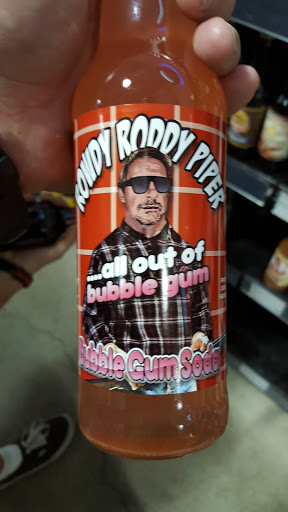 ROWDY RODDY PIPER
...all out of
bubble gum
Bubble Gum Soda